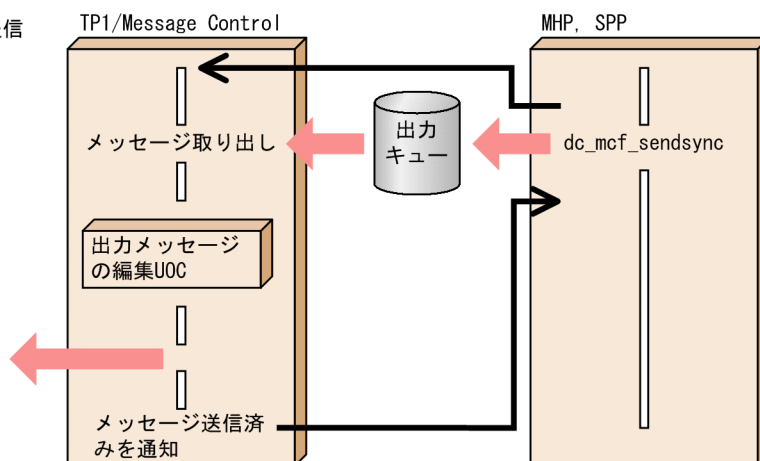 信
TP1/Message Control
MHP, SPP
メッセージ取り出し
出力
キュー
dc_mcf_sendsync
出力メッセージ
の編集UOC
メッセージ送信済
みを通知